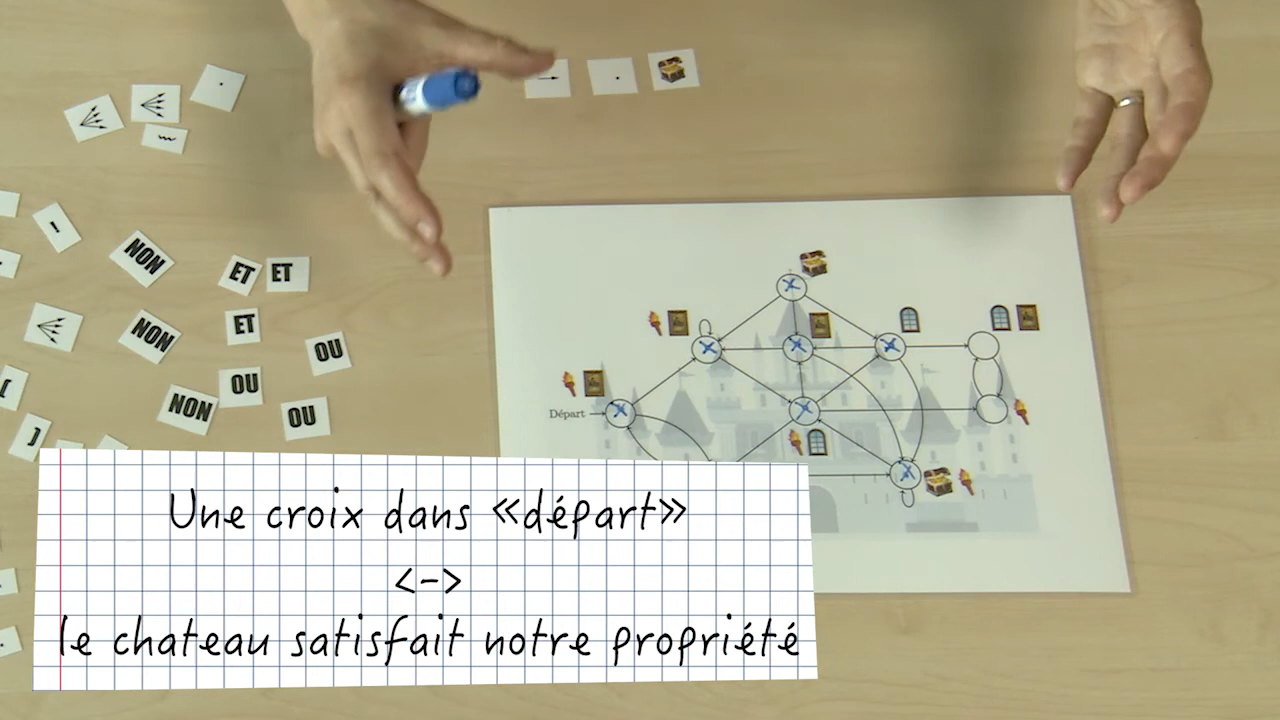 NON
ET
ET
NON
ET
OU
OU
NON
OU
(
)
Départ
Une croix dans «départ»
<->
le chateau satisfait notre propriété